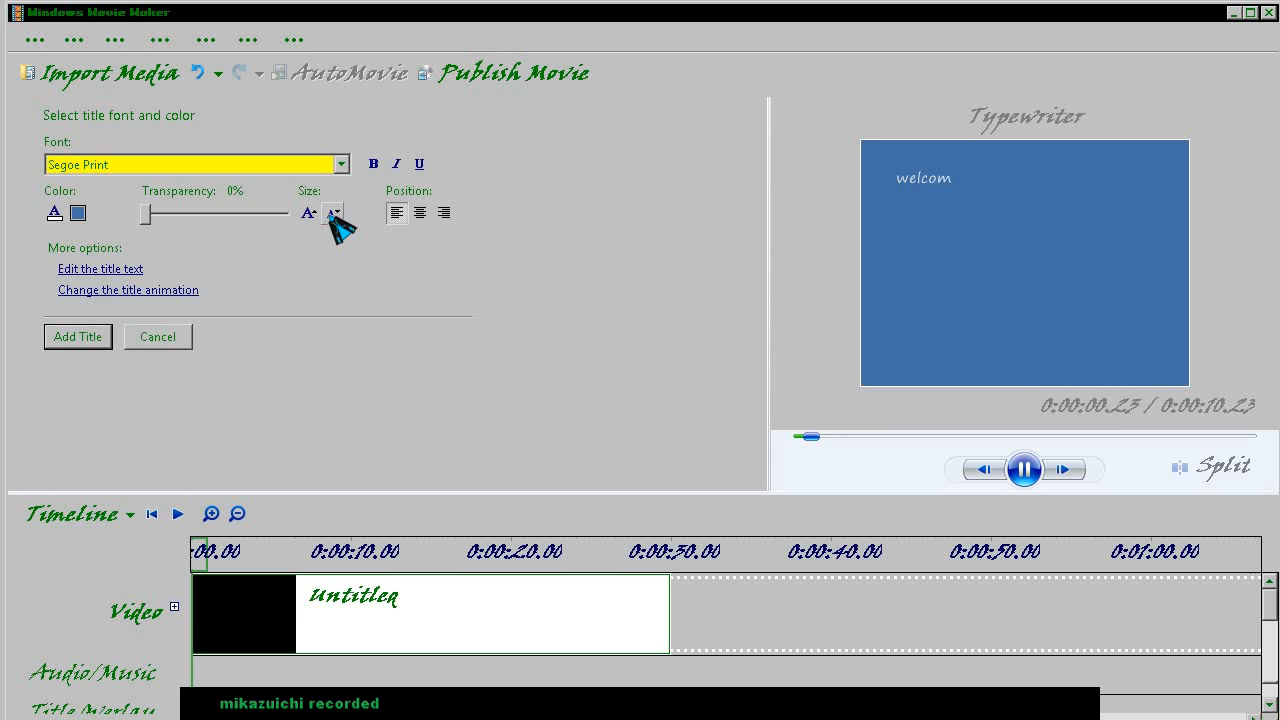 Windows Movie Maker
... ... ... ... ... ... ...
Import Media AutoMovie Publish Movie
Select title font and color
Font:
Segoe Print B I U
Color: Transparency: 0% Size: Position:
A A A
More options:
Edit the title text
Change the title animation
Add Title Cancel
Typewriter
welcom
0:00:00.23 / 0:00:10.23
Split
Timeline
:00.00 0:00:10.00 0:00:20.00 0:00:30.00 0:00:40.00 0:00:50.00 0:01:00.00
Video Untitled
Audio/Music
Title Overlay
mikazuichi recorded